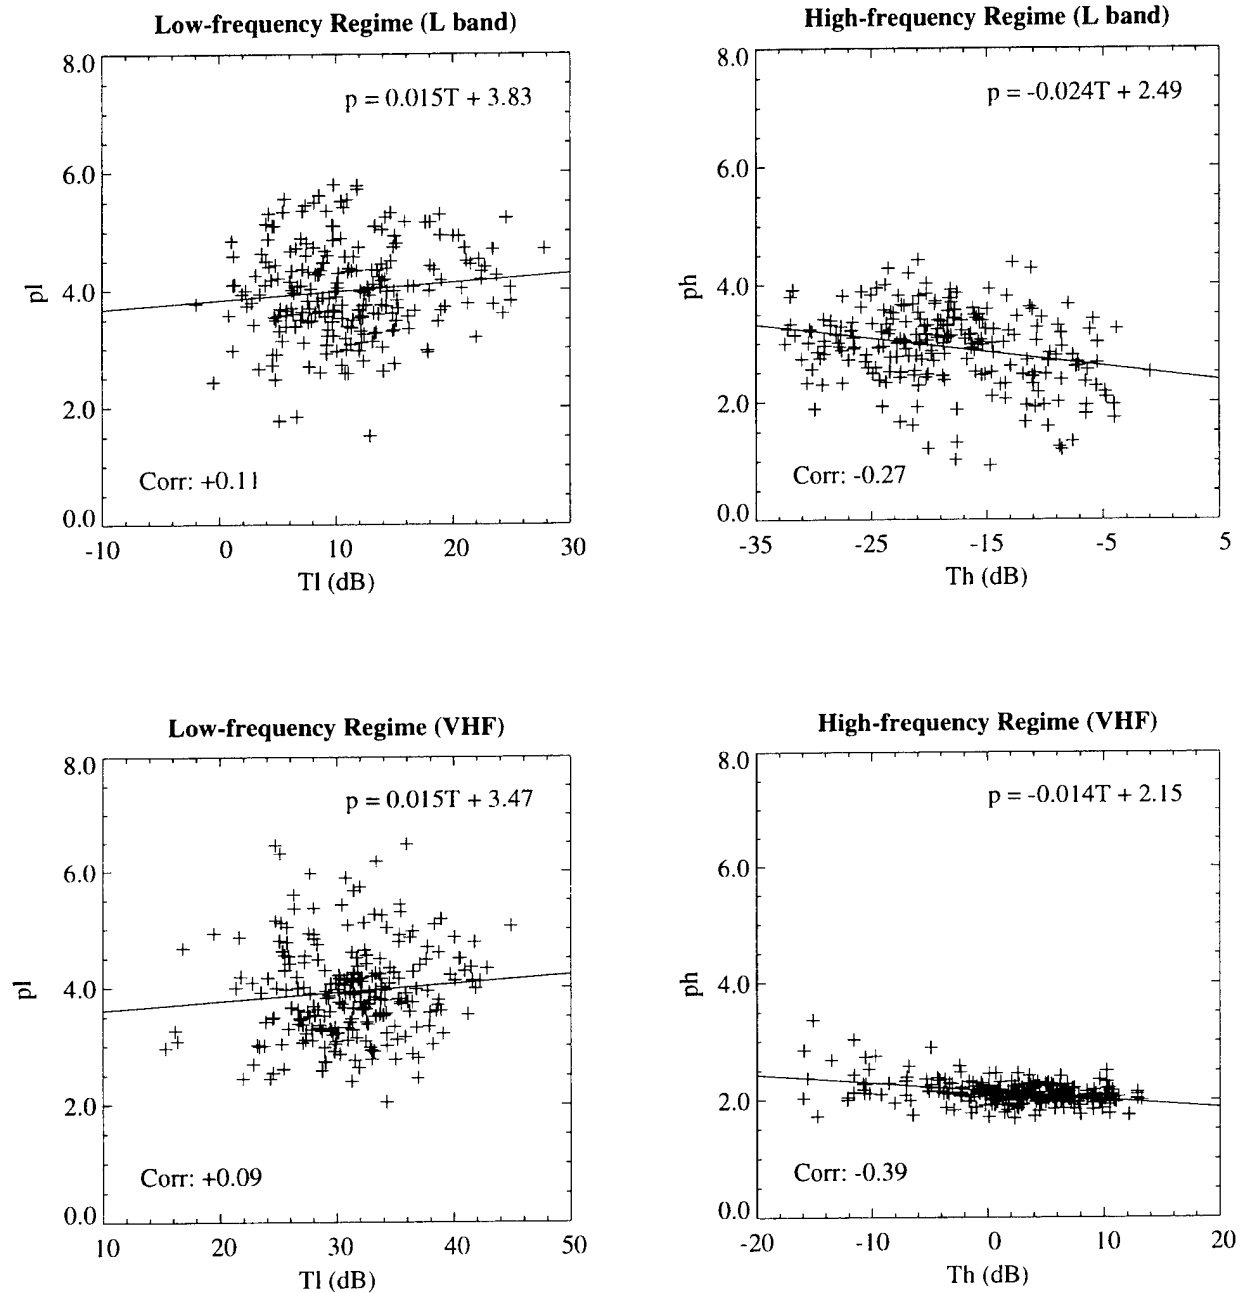 Low-frequency Regime (L band)
8.0
6.0
4.0
2.0
0.0
pl
p = 0.015T + 3.83
Corr: +0.11
-10 0 10 20 30
Tl (dB)
High-frequency Regime (L band)
8.0
6.0
4.0
2.0
0.0
ph
p = -0.024T + 2.49
Corr: -0.27
-35 -25 -15 -5 5
Th (dB)
Low-frequency Regime (VHF)
8.0
6.0
4.0
2.0
0.0
pl
p = 0.015T + 3.47
Corr: +0.09
10 20 30 40 50
Tl (dB)
High-frequency Regime (VHF)
8.0
6.0
4.0
2.0
0.0
ph
p = -0.014T + 2.15
Corr: -0.39
-20 -10 0 10 20
Th (dB)